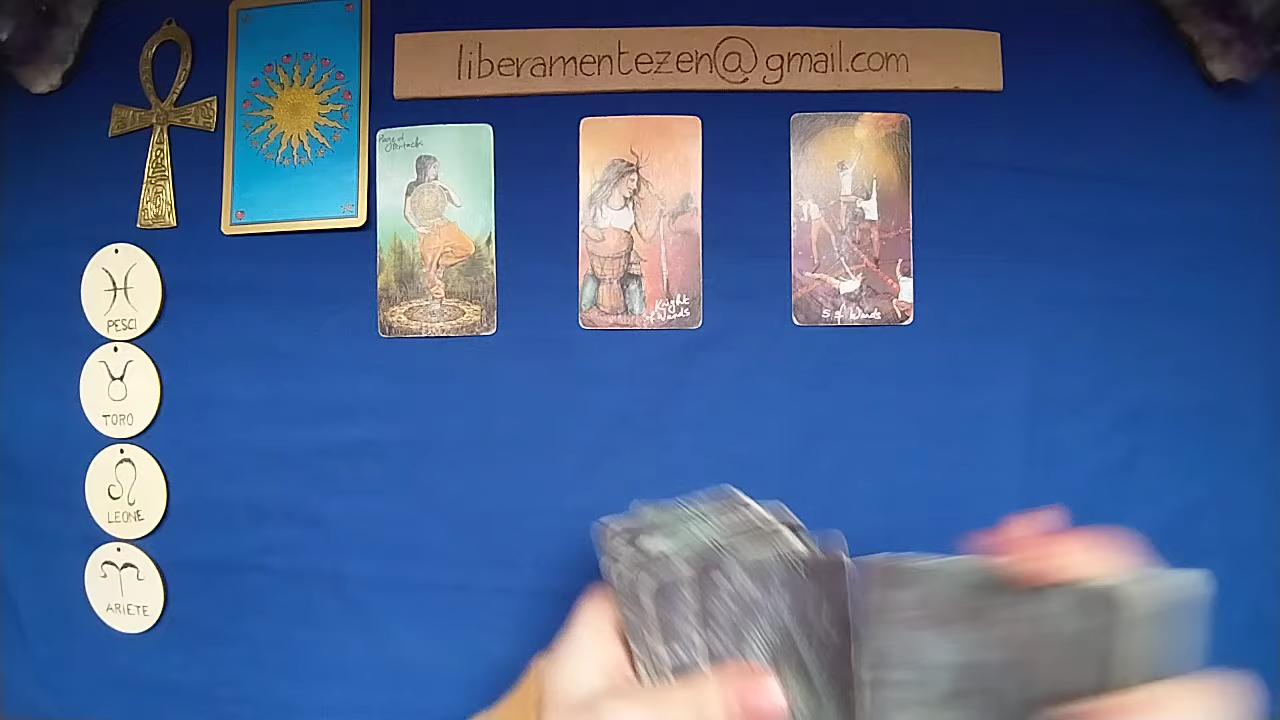 liberamentezen@gmail.com
Page of
Pentacles
Knight
of Wands
5 of Wands
PESCI
TORO
LEONE
ARIETE